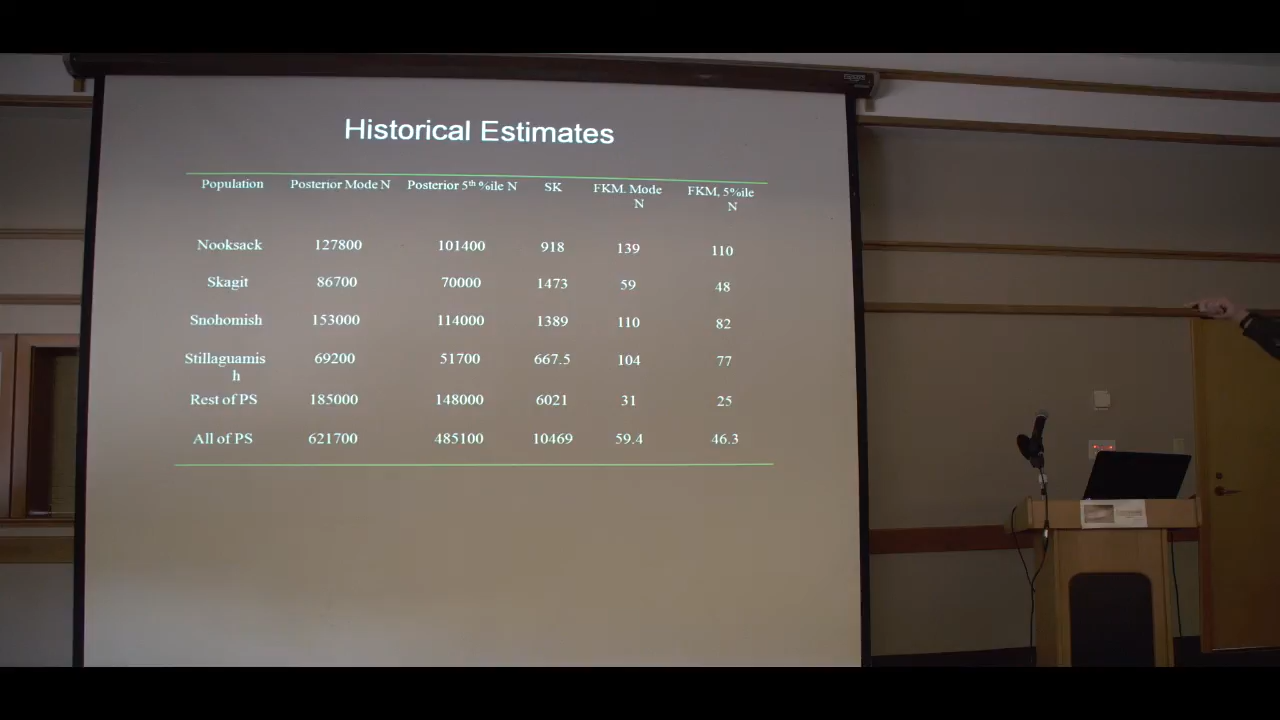 Historical Estimates
Population Posterior Mode N Posterior 5th %ile N SK FKM. Mode N FKM, 5%ile N
Nooksack 127800 101400 918 139 110
Skagit 86700 70000 1473 59 48
Snohomish 153000 114000 1389 110 82
Stillaguamis
h 69200 51700 667.5 104 77
Rest of PS 185000 148000 6021 31 25
All of PS 621700 485100 10469 59.4 46.3